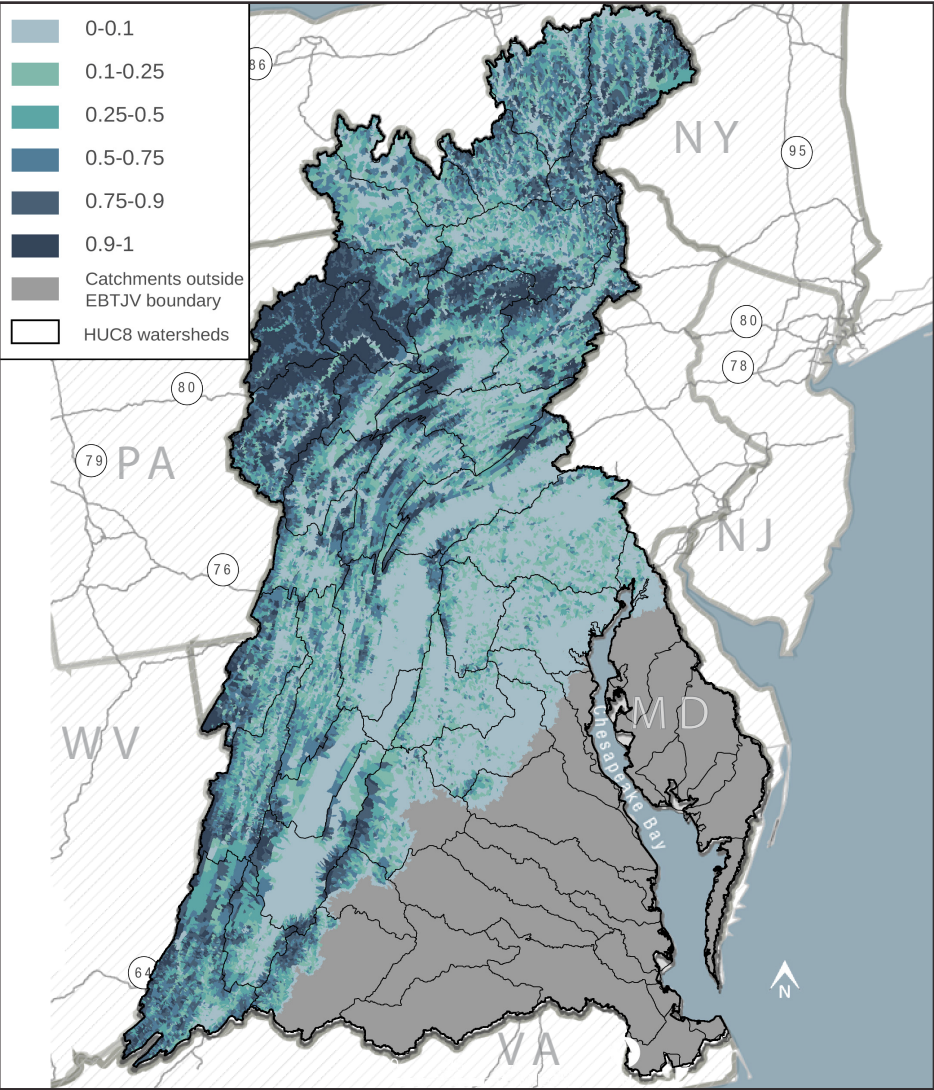 0-0.1
0.1-0.25
0.25-0.5
0.5-0.75
0.75-0.9
0.9-1
Catchments outside
EBTJV boundary
HUC8 watersheds
86
NY
95
80
78
80
79
PA
NJ
76
WV
MD
Chesapeake Bay
64
N
VA